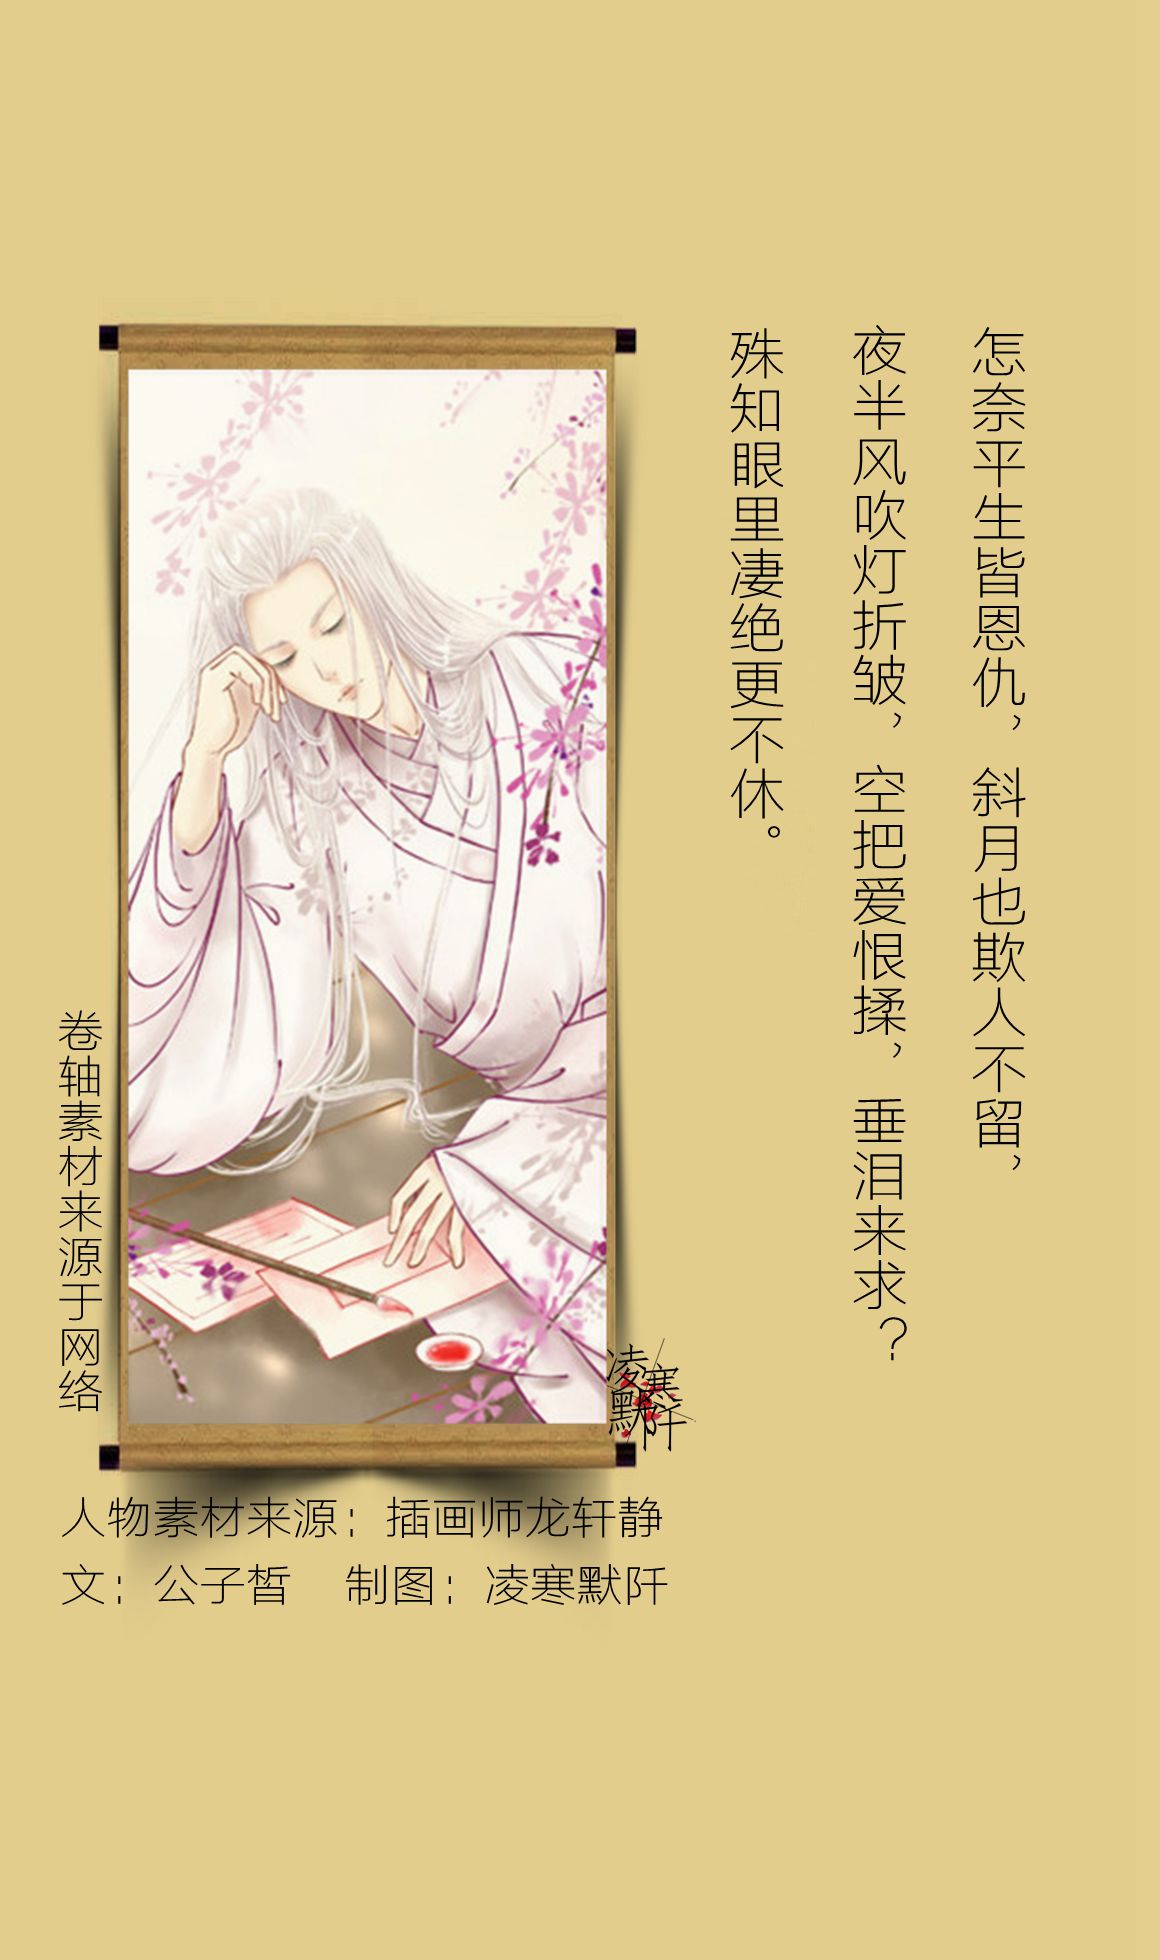 怎奈平生皆恩仇，斜月也欺人不留，
夜半风吹灯折皱，空把爱恨揉，垂泪来求？
殊知眼里凄绝更不休。
卷轴素材来源于网络
凌寒
默阡
人物素材来源：插画师龙轩静
文：公子皙 制图：凌寒默阡